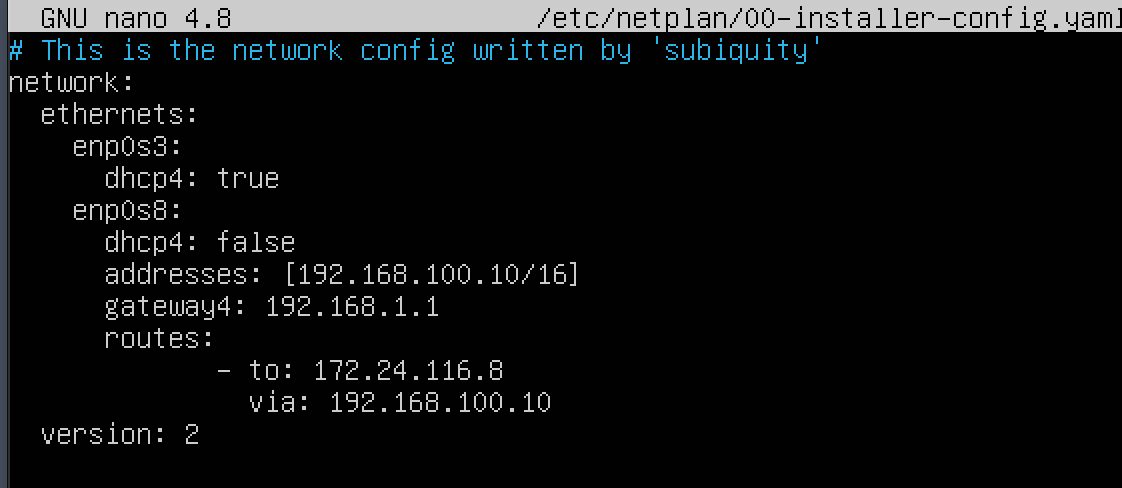 GNU nano 4.8 /etc/netplan/00-installer-config.yaml
# This is the network config written by 'subiquity'
network:
  ethernets:
    enp0s3:
      dhcp4: true
    enp0s8:
      dhcp4: false
      addresses: [192.168.100.10/16]
      gateway4: 192.168.1.1
      routes:
             - to: 172.24.116.8
               via: 192.168.100.10
  version: 2